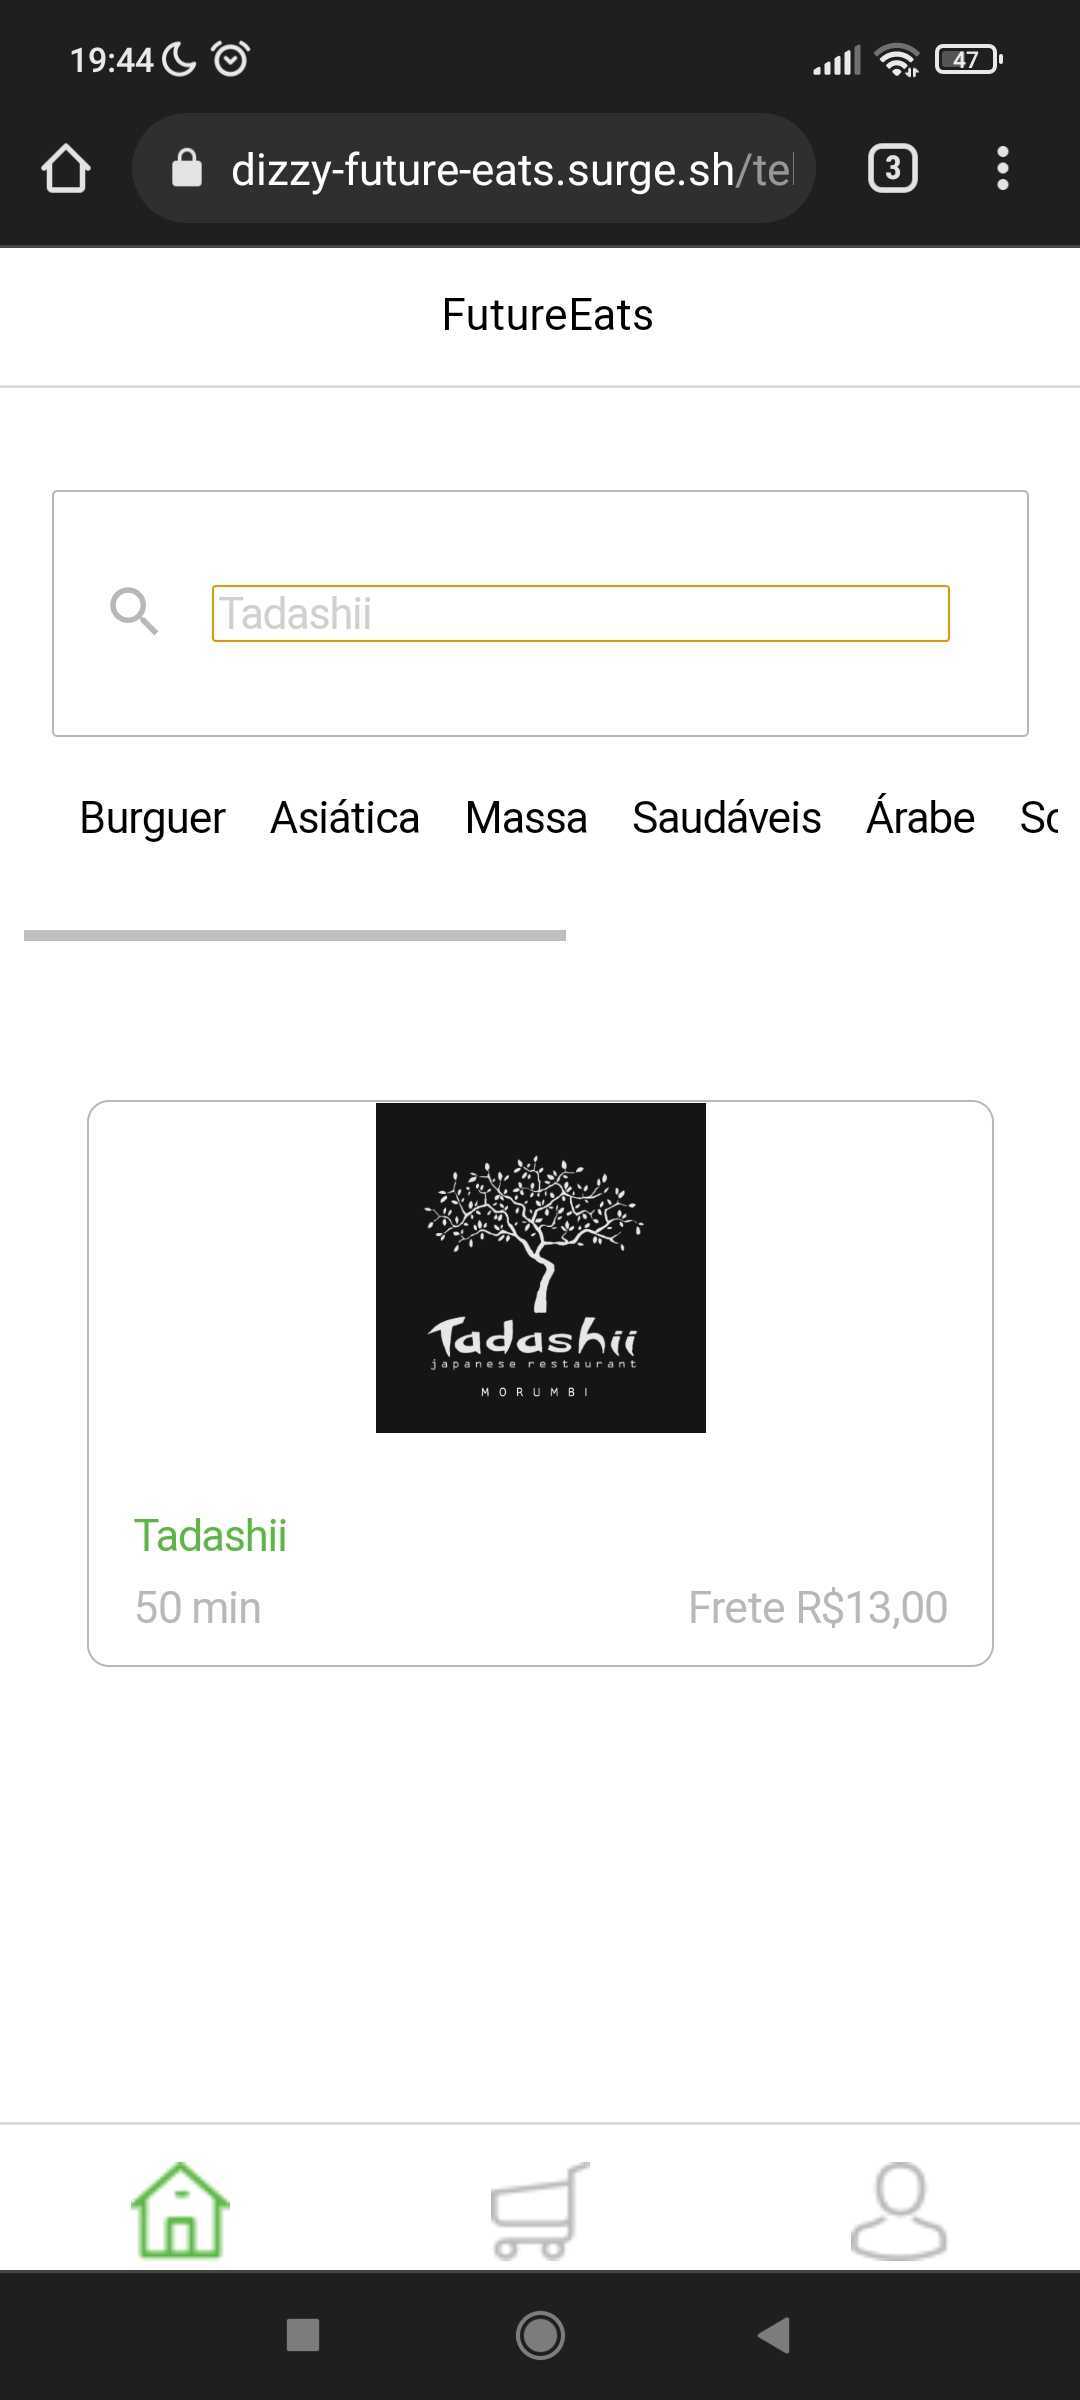 19:44 47
dizzy-future-eats.surge.sh/te
3
FutureEats
Tadashii
Burguer Asiática Massa Saudáveis Árabe
Tadashii
japanese restaurant
MORUMBI
Tadashii
50 min Frete R$13,00